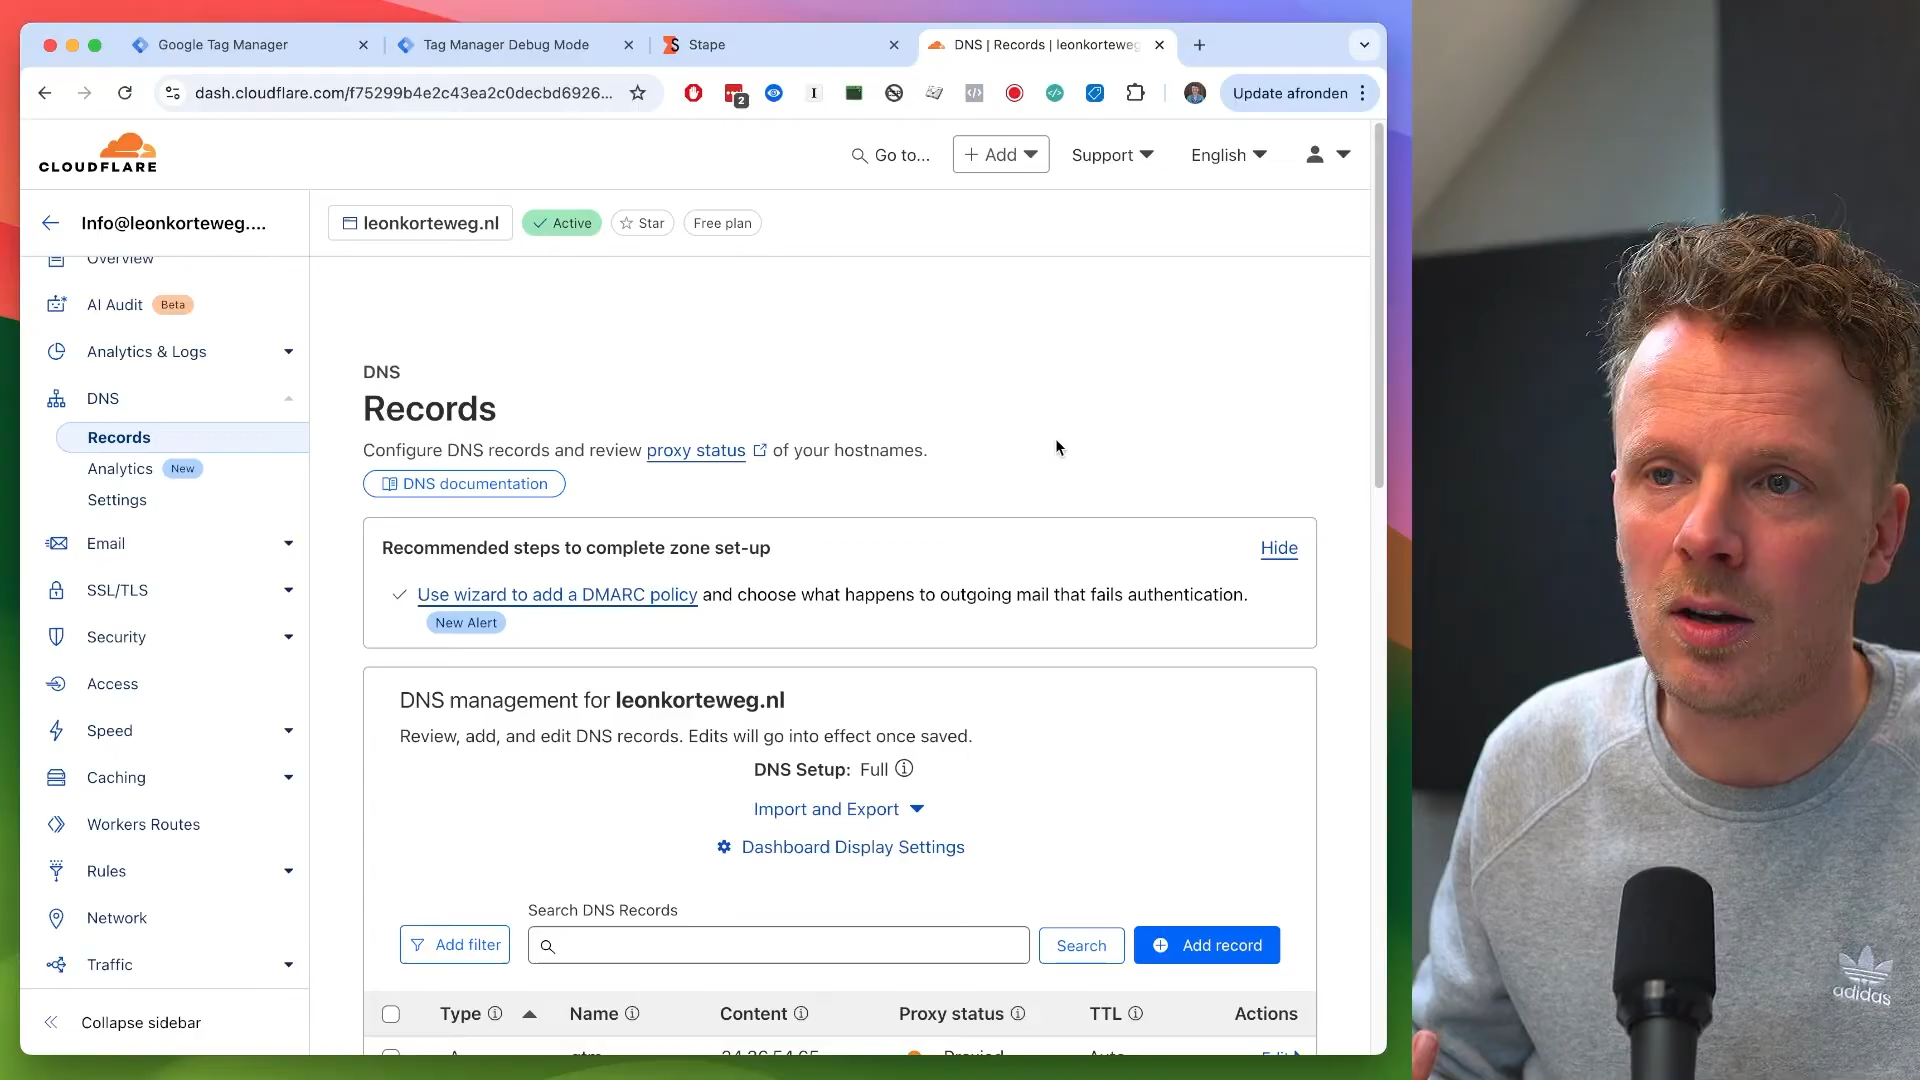 Google Tag Manager
Tag Manager Debug Mode
Stape
DNS | Records | leonkorteweg
dash.cloudflare.com/f75299b4e2c43ea2c0decbd6926...
2
Update afronden
CLOUDFLARE
Go to...
+ Add
Support
English
Info@leonkorteweg....
leonkorteweg.nl
Active
Star
Free plan
Overview
AI Audit Beta
Analytics & Logs
DNS
Records
Analytics New
Settings
Email
SSL/TLS
Security
Access
Speed
Caching
Workers Routes
Rules
Network
Traffic
Collapse sidebar
DNS
Records
Configure DNS records and review proxy status of your hostnames.
DNS documentation
Recommended steps to complete zone set-up
Hide
Use wizard to add a DMARC policy and choose what happens to outgoing mail that fails authentication.
New Alert
DNS management for leonkorteweg.nl
Review, add, and edit DNS records. Edits will go into effect once saved.
DNS Setup: Full
Import and Export
Dashboard Display Settings
Search DNS Records
Add filter
Search
Add record
Type Name Content Proxy status TTL Actions
adidas